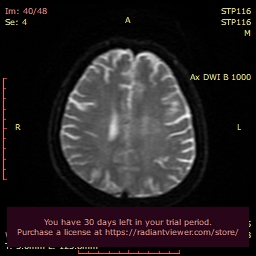 Im: 40/48
Se: 4
A
STP116
STP116
M
Ax DWI B 1000
R
L
You have 30 days left in your trial period.
Purchase a license at https://radiantviewer.com/store/